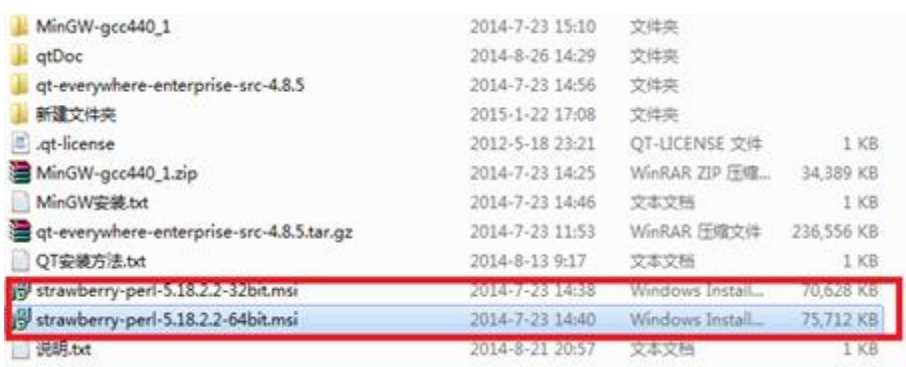 MinGW-gcc440_1 2014-7-23 15:10 文件夹
qtDoc 2014-8-26 14:29 文件夹
qt-everywhere-enterprise-src-4.8.5 2014-7-23 14:56 文件夹
新建文件夹 2015-1-22 17:08 文件夹
.qt-license 2012-5-18 23:21 QT-LICENSE 文件 1 KB
MinGW-gcc440_1.zip 2014-7-23 14:25 WinRAR ZIP 压缩... 34,389 KB
MinGW安装.txt 2014-7-23 14:46 文本文档 1 KB
qt-everywhere-enterprise-src-4.8.5.tar.gz 2014-7-23 11:53 WinRAR 压缩文件 236,556 KB
QT安装方法.txt 2014-8-13 9:17 文本文档 1 KB
strawberry-perl-5.18.2.2-32bit.msi 2014-7-23 14:38 Windows Install... 70,628 KB
strawberry-perl-5.18.2.2-64bit.msi 2014-7-23 14:40 Windows Install... 75,712 KB
说明.txt 2014-8-21 20:57 文本文档 1 KB